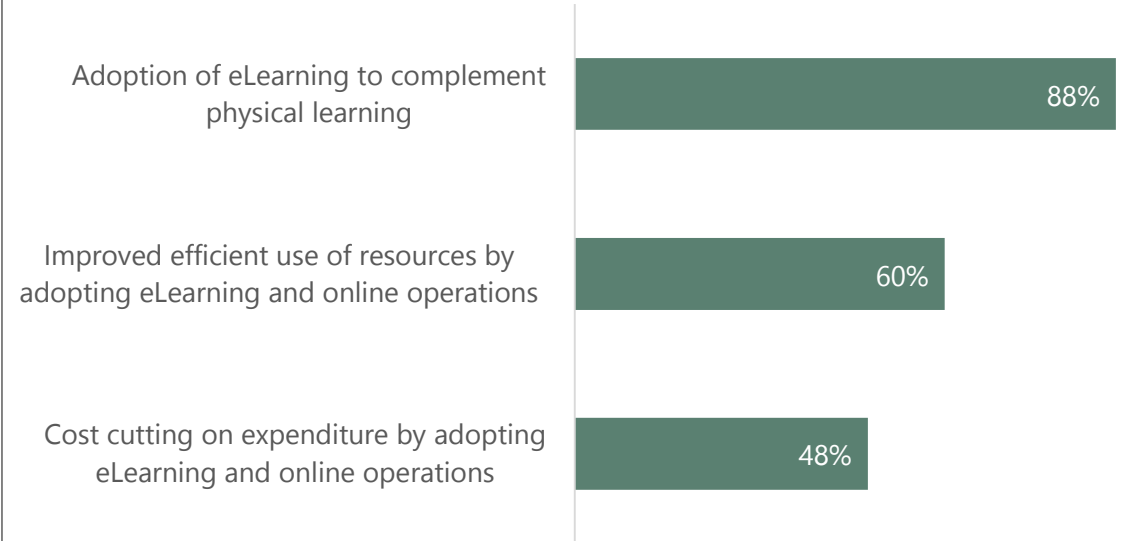 Adoption of eLearning to complement
physical learning
88%
Improved efficient use of resources by
adopting eLearning and online operations
60%
Cost cutting on expenditure by adopting
eLearning and online operations
48%